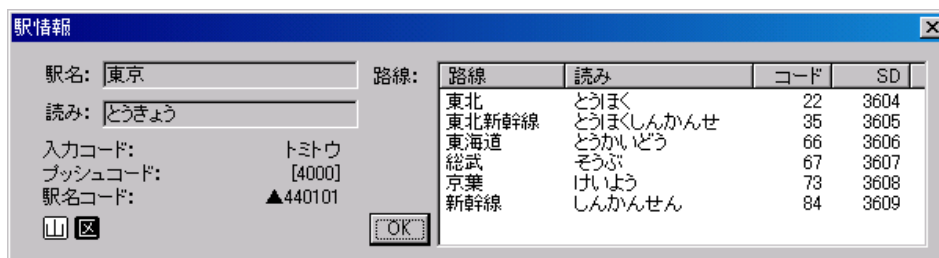 駅情報
駅名: 東京
読み: とうきょう
入力コード: トミトウ
プッシュコード: [4000]
駅名コード: ▲440101
山 区
OK
路線:
路線 読み コード SD
東北 とうほく 22 3604
東北新幹線 とうほくしんかんせ 35 3605
東海道 とうかいどう 66 3606
総武 そうぶ 67 3607
京葉 けいよう 73 3608
新幹線 しんかんせん 84 3609